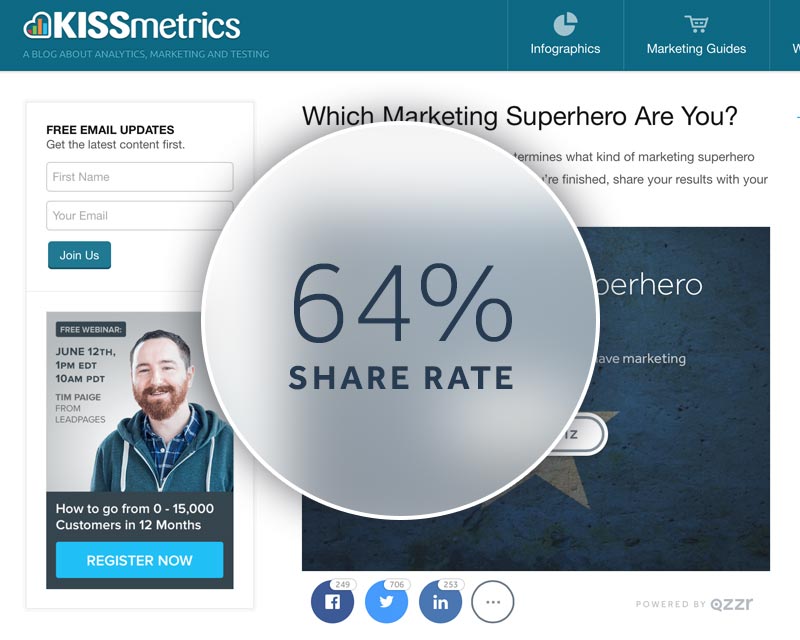 KISSmetrics
A BLOG ABOUT ANALYTICS, MARKETING AND TESTING
Infographics
Marketing Guides
W
FREE EMAIL UPDATES
Get the latest content first.
First Name
Your Email
Join Us
FREE WEBINAR:
JUNE 12TH,
1PM EDT
10AM PDT
TIM PAIGE
FROM
LEADPAGES
How to go from 0 - 15,000
Customers in 12 Months
REGISTER NOW
Which Marketing Superhero Are You?
termines what kind of marketing superhero
're finished, share your results with your
perhero
ave marketing
IZ
64%
SHARE RATE
249
706
253
POWERED BY qzzr